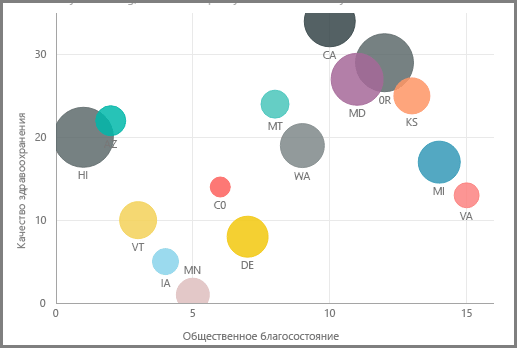 30
20
10
0
0
5
10
15
Качество здравоохранения
Общественное благосостояние
CA
0R
MD
KS
MT
AZ
HI
WA
MI
C0
VA
VT
DE
MN
IA